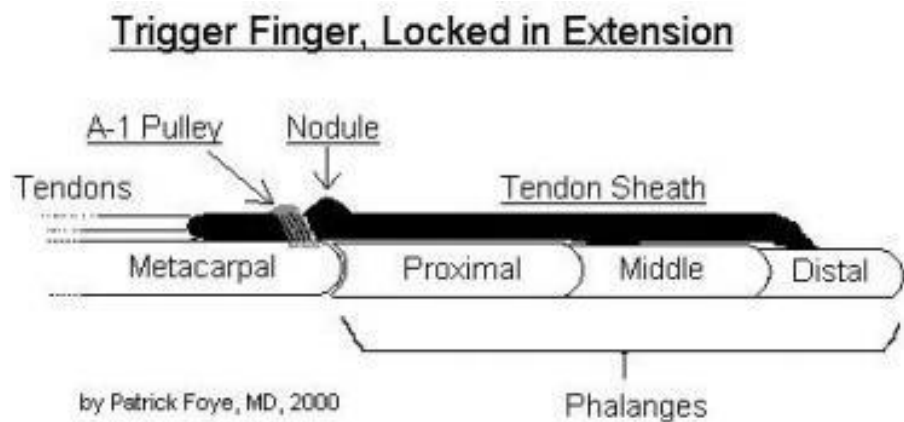 Trigger Finger, Locked in Extension
A-1 Pulley
Nodule
Tendons
Tendon Sheath
Metacarpal
Proximal
Middle
Distal
by Patrick Foye, MD, 2000
Phalanges